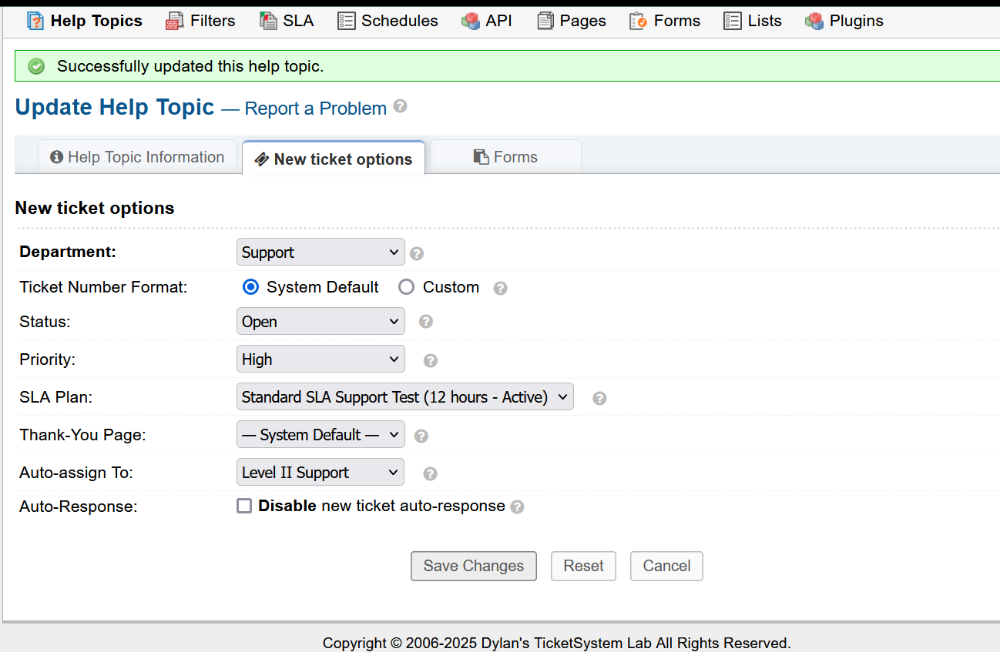 Help Topics Filters SLA Schedules API Pages Forms Lists Plugins
Successfully updated this help topic.
Update Help Topic — Report a Problem
Help Topic Information New ticket options Forms
New ticket options
Department: Support
Ticket Number Format: System Default Custom
Status: Open
Priority: High
SLA Plan: Standard SLA Support Test (12 hours - Active)
Thank-You Page: — System Default —
Auto-assign To: Level II Support
Auto-Response: Disable new ticket auto-response
Save Changes Reset Cancel
Copyright © 2006-2025 Dylan's TicketSystem Lab All Rights Reserved.